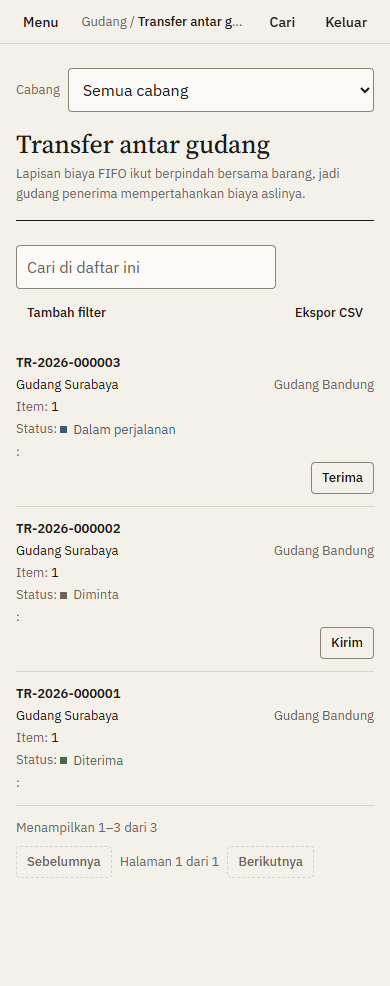 Menu Gudang / Transfer antar g... Cari Keluar
Cabang Semua cabang
Transfer antar gudang
Lapisan biaya FIFO ikut berpindah bersama barang, jadi
gudang penerima mempertahankan biaya aslinya.
Cari di daftar ini
Tambah filter Ekspor CSV
TR-2026-000003
Gudang Surabaya Gudang Bandung
Item: 1
Status: Dalam perjalanan
:
Terima
TR-2026-000002
Gudang Surabaya Gudang Bandung
Item: 1
Status: Diminta
:
Kirim
TR-2026-000001
Gudang Surabaya Gudang Bandung
Item: 1
Status: Diterima
:
Menampilkan 1–3 dari 3
Sebelumnya Halaman 1 dari 1 Berikutnya